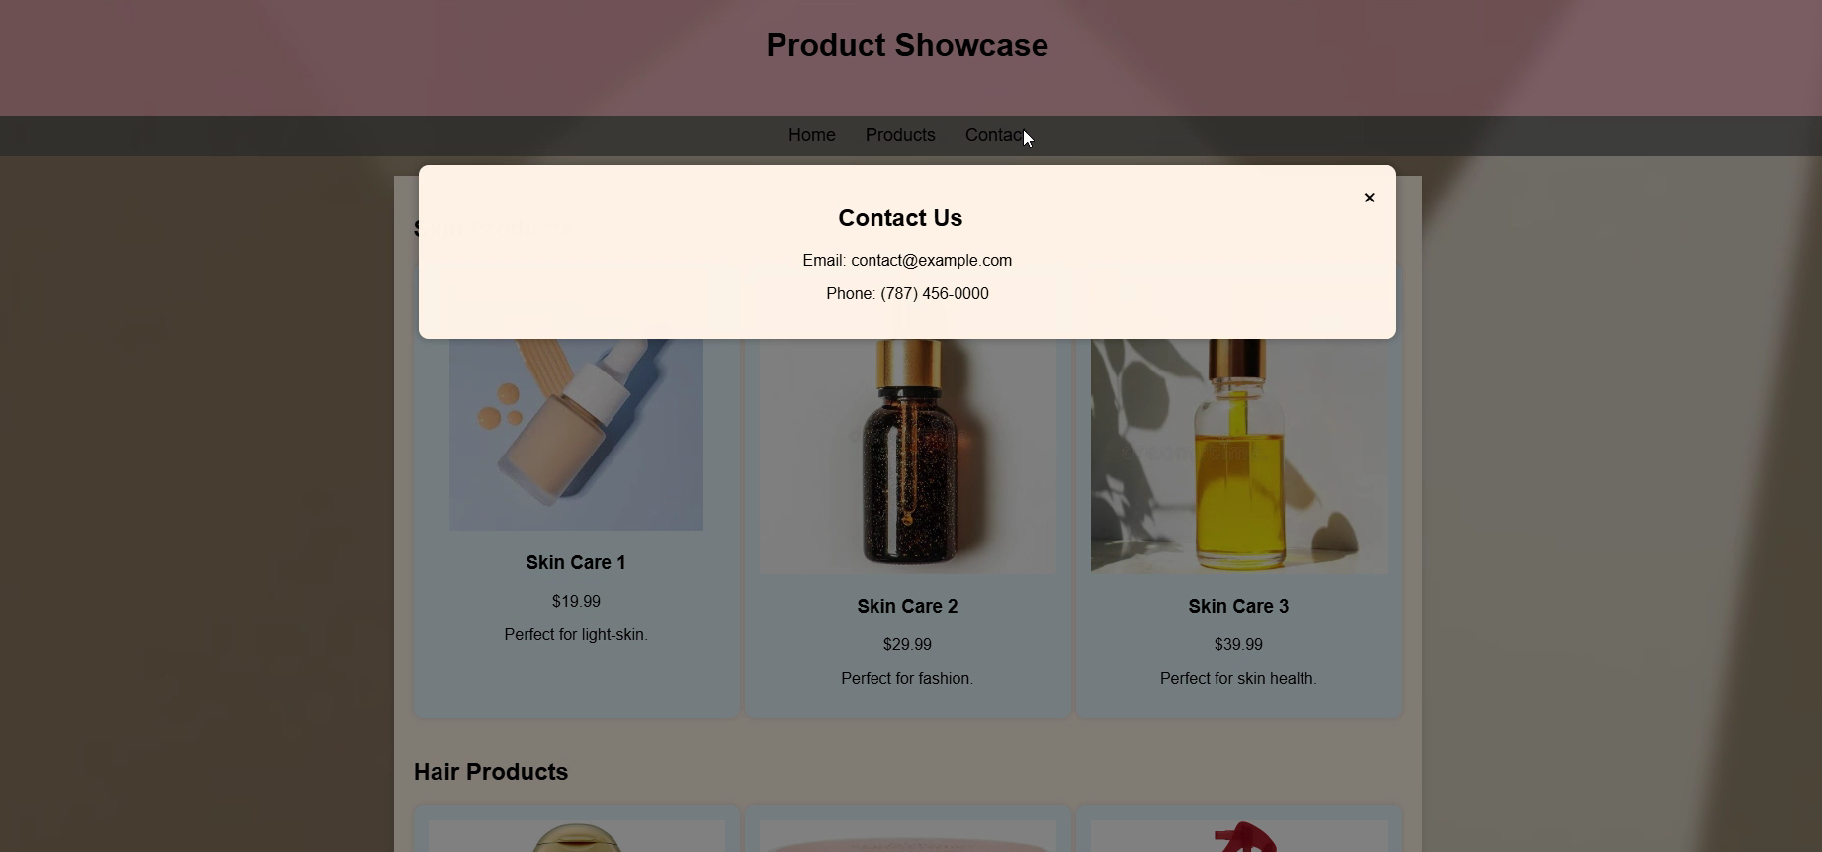 Product Showcase
Home Products Contact
×
Contact Us
Email: contact@example.com
Phone: (787) 456-0000
Skin Care 1
$19.99
Perfect for light-skin.
Skin Care 2
$29.99
Perfect for fashion.
Skin Care 3
$39.99
Perfect for skin health.
Hair Products